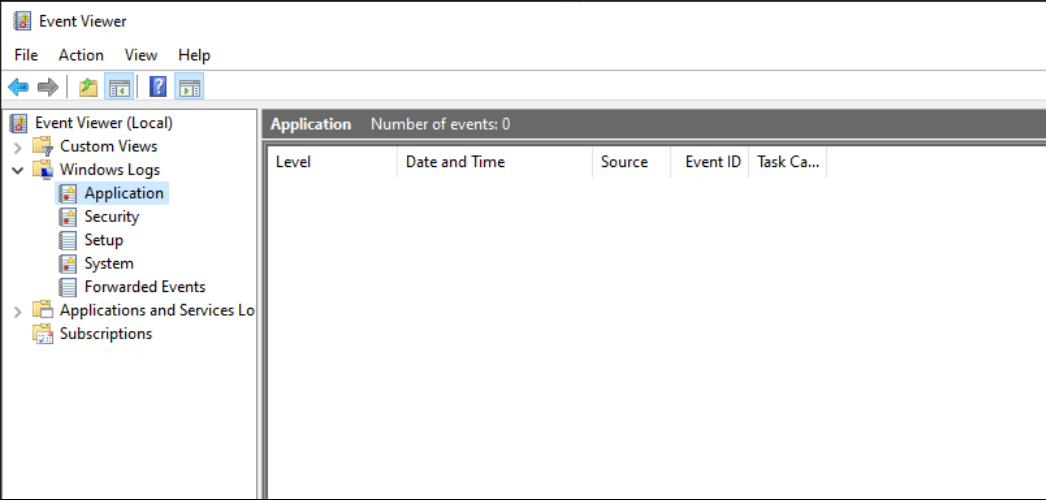 Event Viewer
File Action View Help
Event Viewer (Local)
Custom Views
Windows Logs
Application
Security
Setup
System
Forwarded Events
Applications and Services Lo
Subscriptions
Application Number of events: 0
Level Date and Time Source Event ID Task Ca...